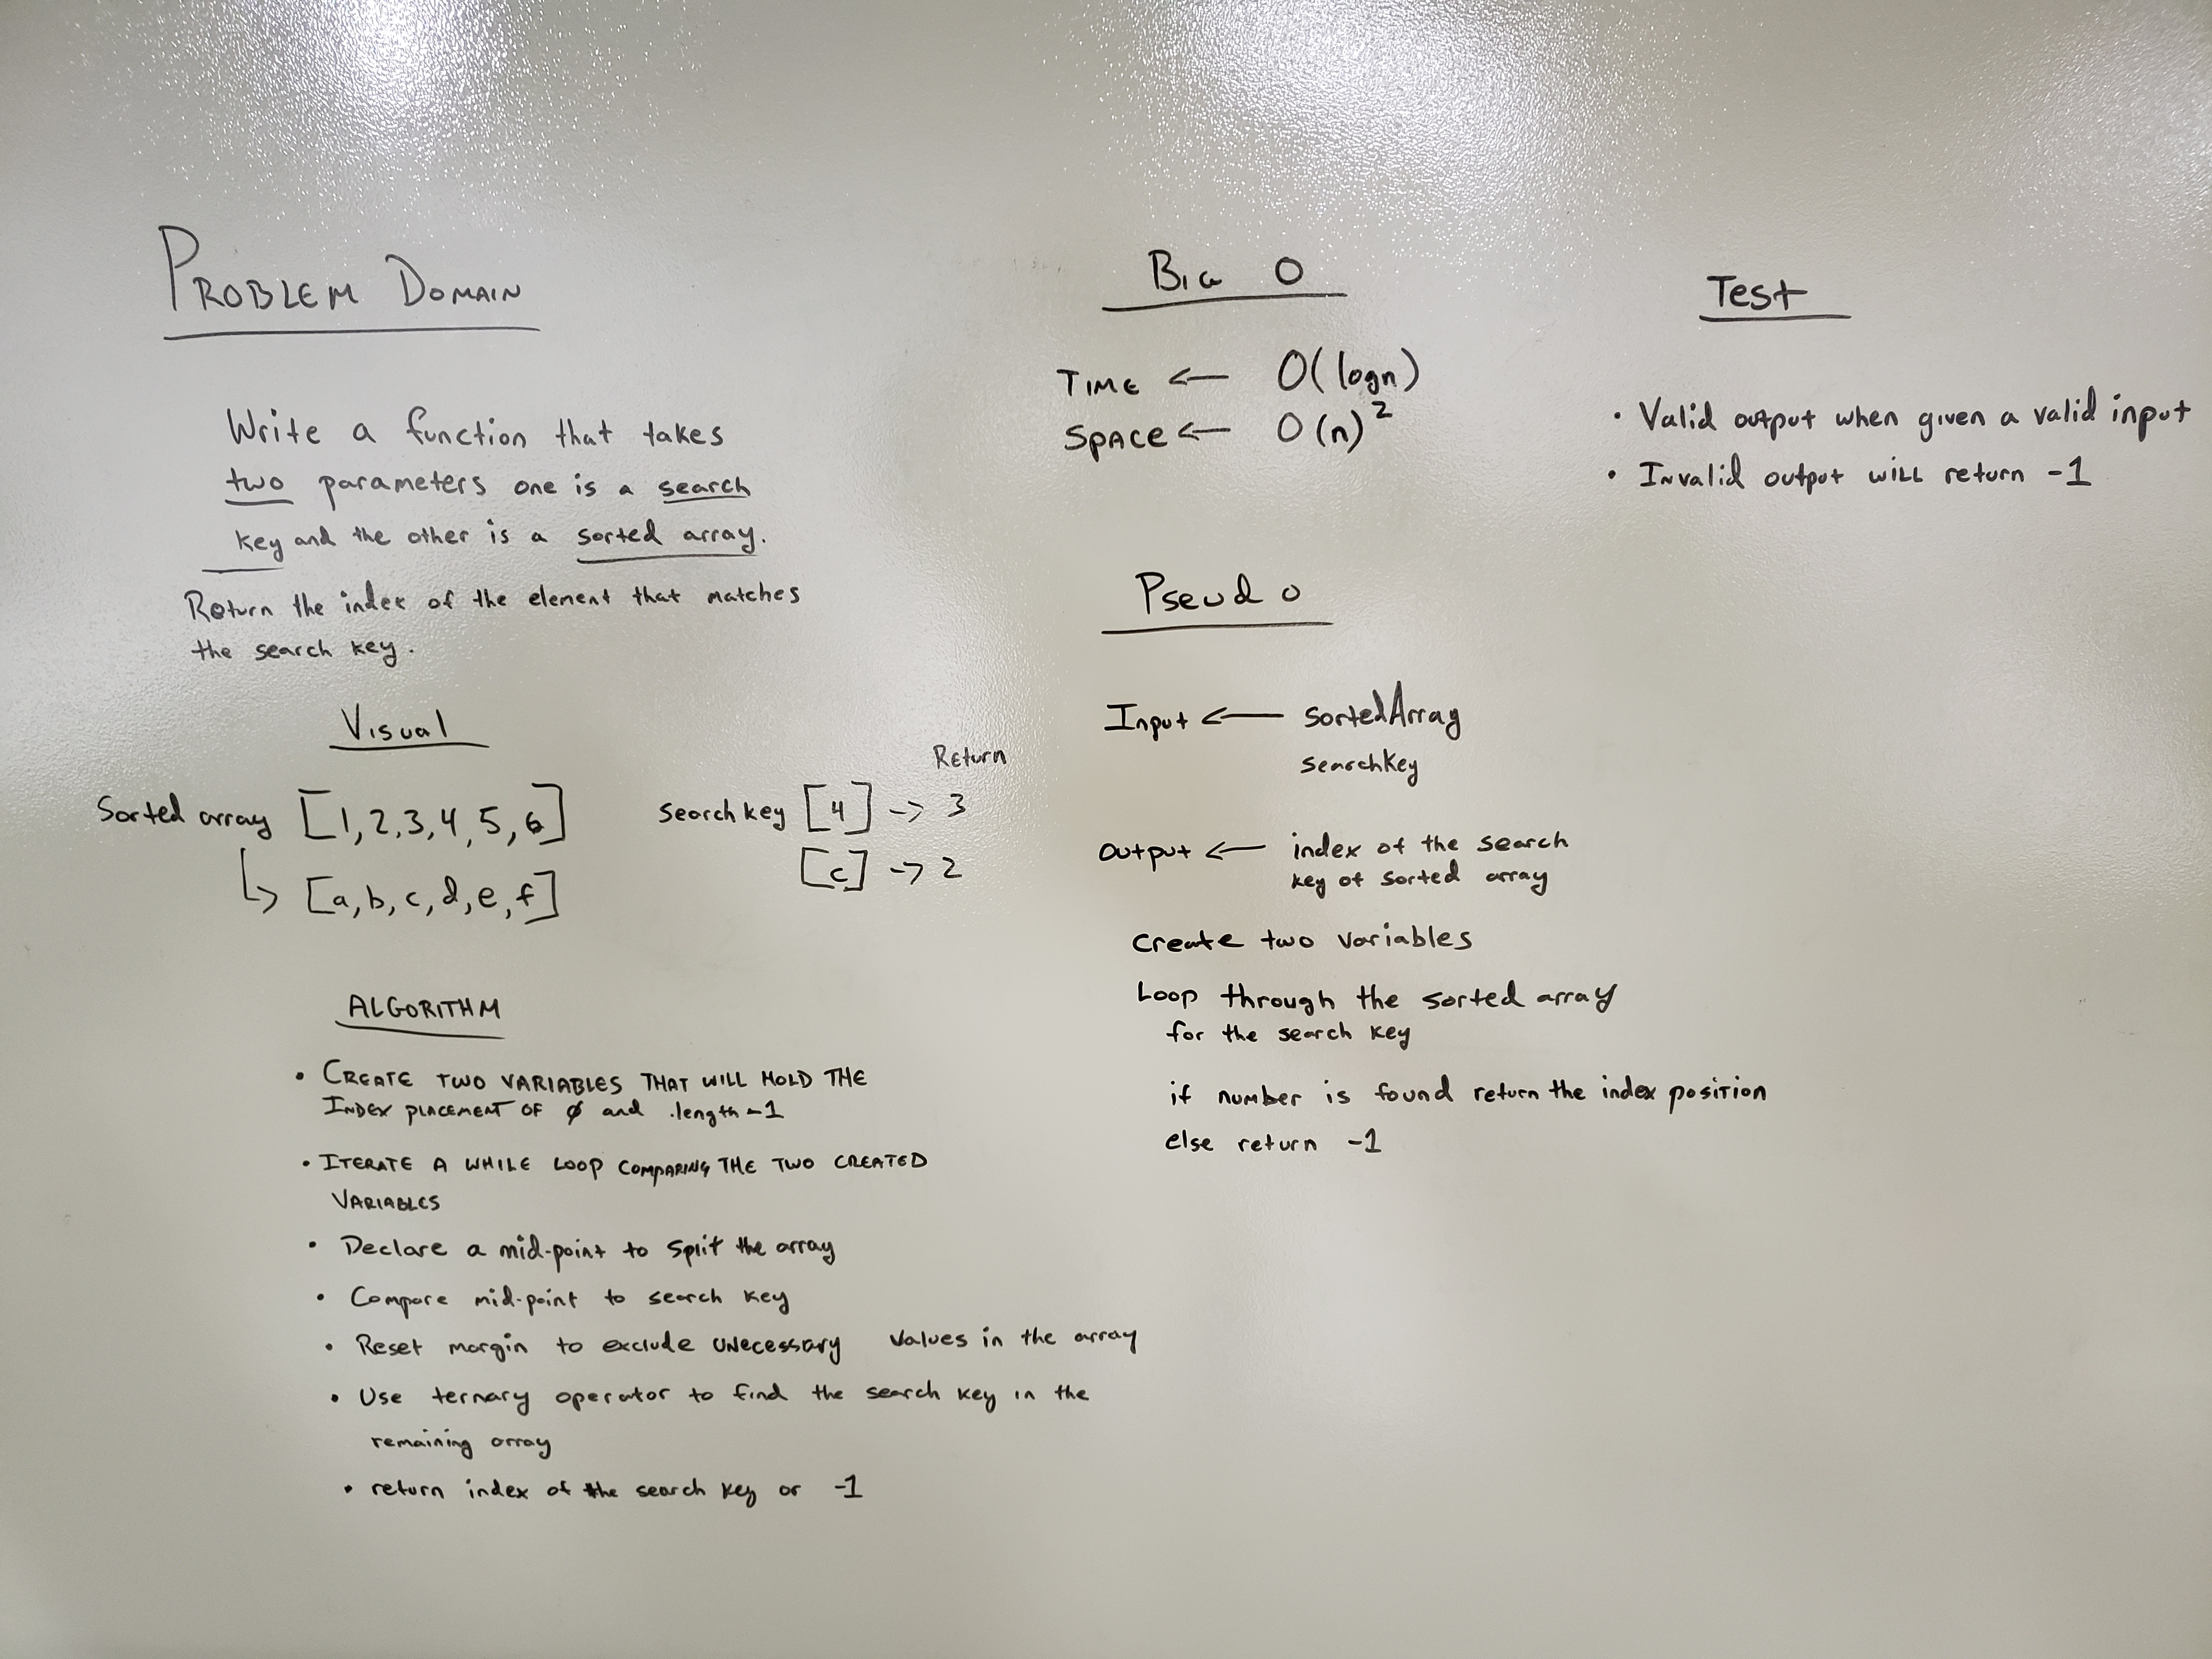 PROBLEM DOMAIN
Write a function that takes
two parameters one is a search
key and the other is a sorted array.
Return the index of the element that matches
the search key.
Visual
Sorted array [1,2,3,4,5,6]
[a,b,c,d,e,f]
Return
search key [4] -> 3
[c] -> 2
ALGORITHM
• CREATE TWO VARIABLES THAT WILL HOLD THE
INDEX PLACEMENT OF Ø and .length-1
• ITERATE A WHILE LOOP COMPARING THE TWO CREATED
VARIABLES
• Declare a mid-point to split the array
• Compare mid-point to search key
• Reset margin to exclude unecessary values in the array
• Use ternary operator to find the search key in the
remaining array
• return index of the search key or -1
BIG O
TIME <— O(logn)
SPACE <— O(n)²
Pseudo
Input <— sortedArray
searchKey
Output <— index of the search
key of sorted array
create two variables
Loop through the sorted array
for the search key
if number is found return the index position
else return -1
Test
• Valid output when given a valid input
• Invalid output will return -1